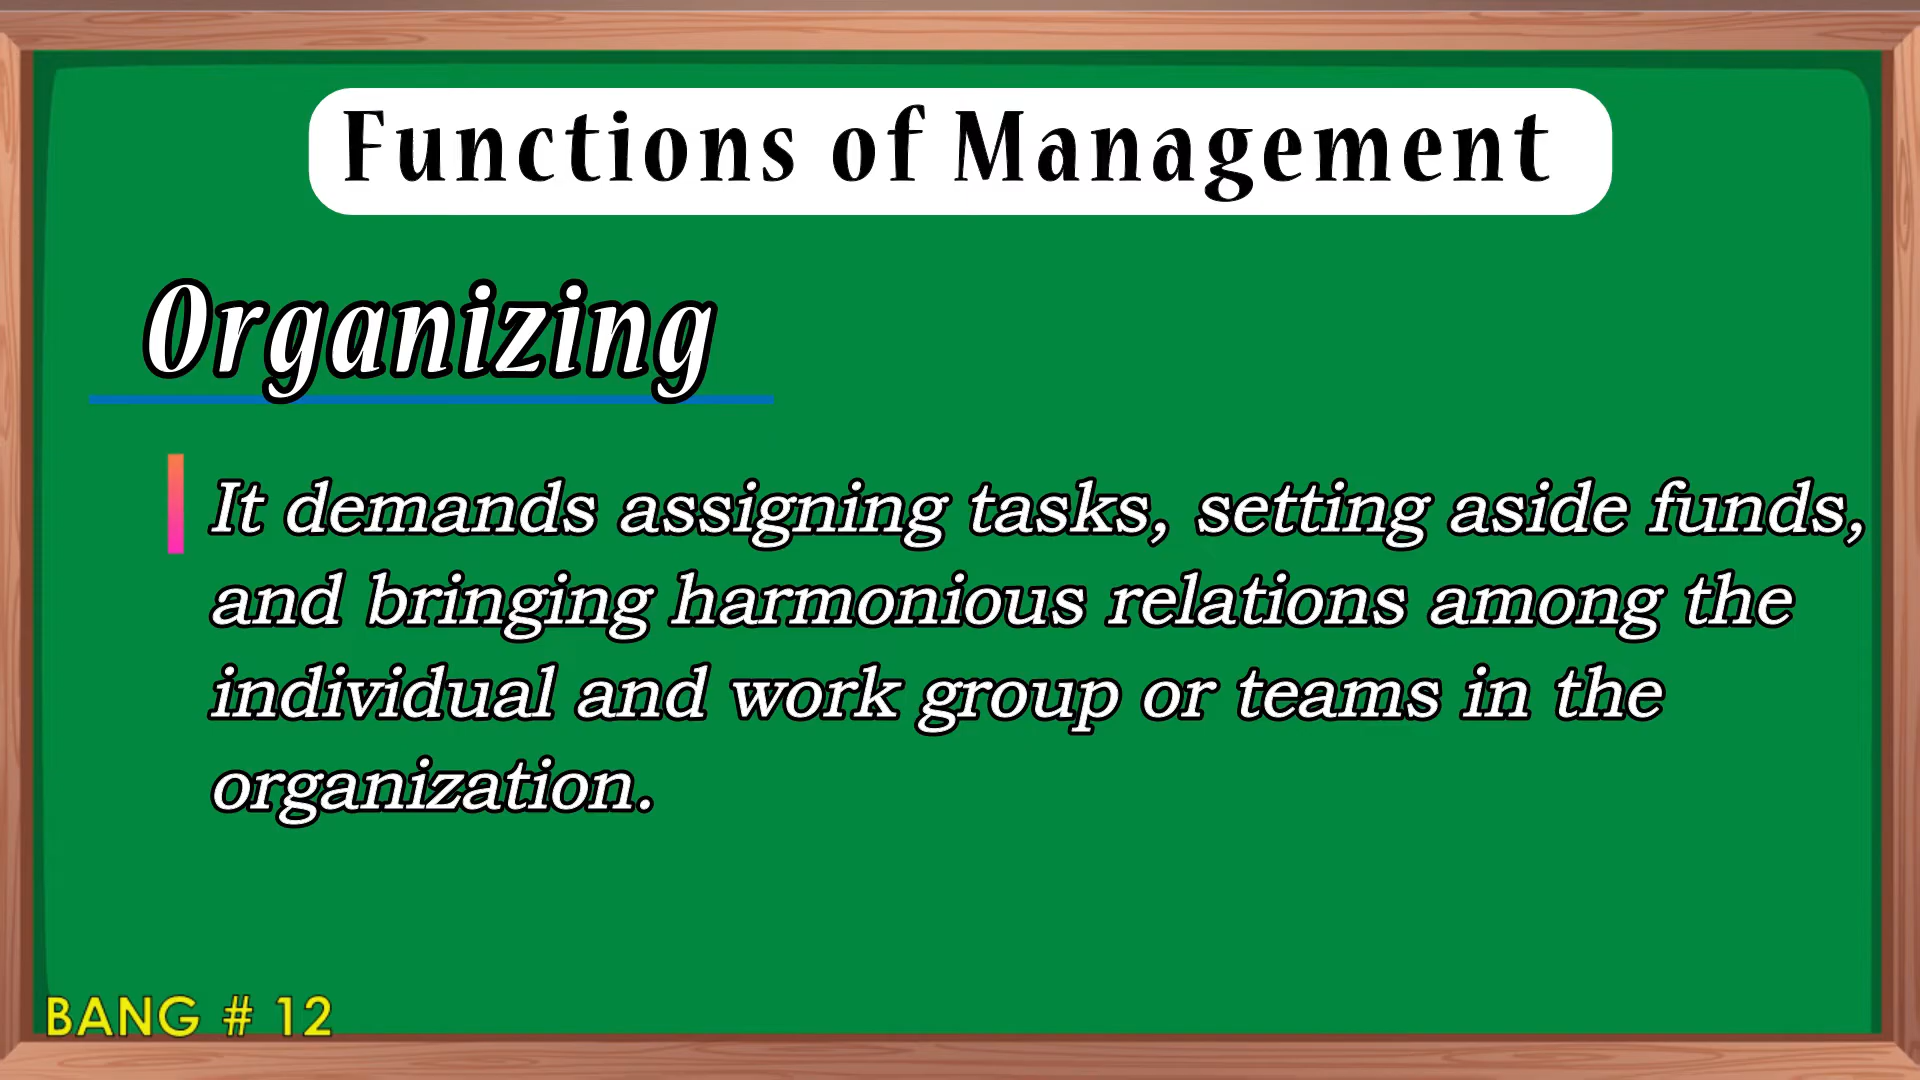 Functions of Management
Organizing
It demands assigning tasks, setting aside funds,
and bringing harmonious relations among the
individual and work group or teams in the
organization.
BANG # 12